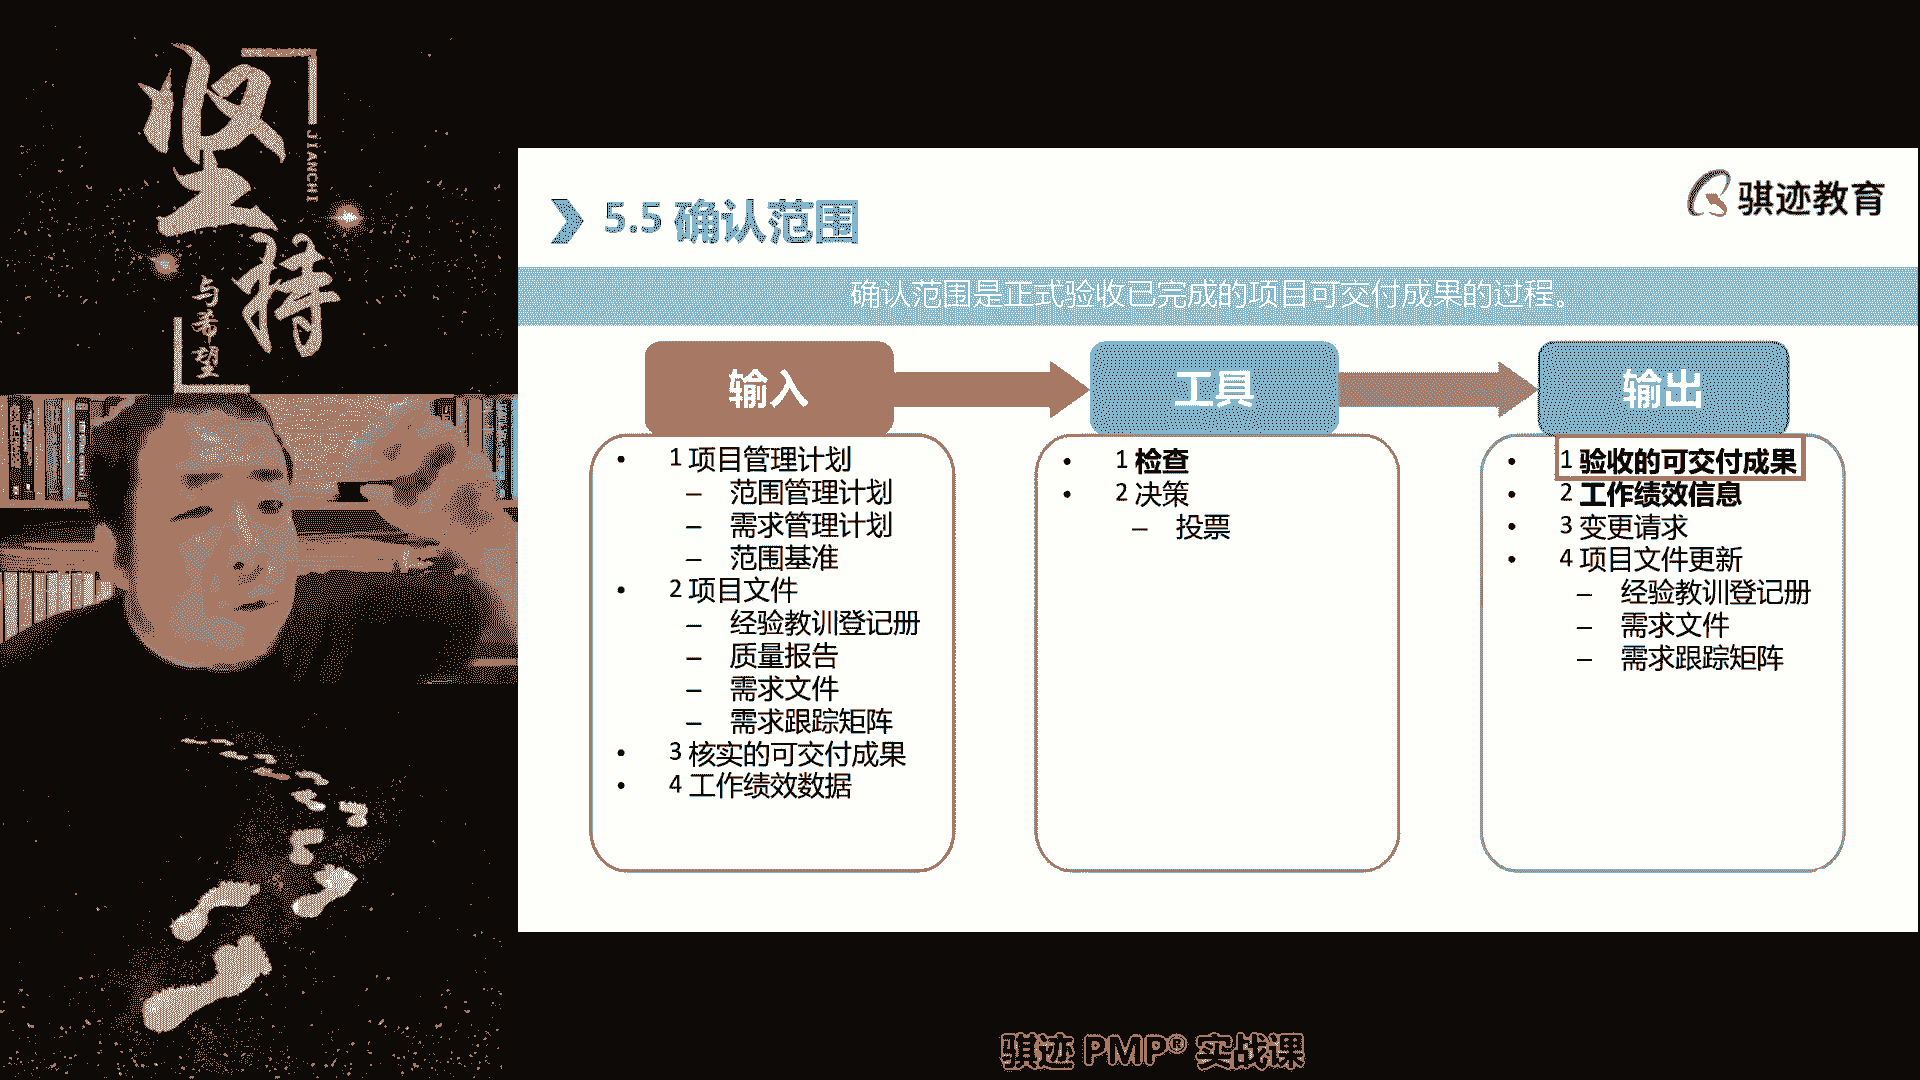 坚持
JIANCHI
与希望
骐迹教育
5.5 确认范围
确认范围是正式验收已完成的项目可交付成果的过程。
输入
1 项目管理计划
– 范围管理计划
– 需求管理计划
– 范围基准
2 项目文件
– 经验教训登记册
– 质量报告
– 需求文件
– 需求跟踪矩阵
3 核实的可交付成果
4 工作绩效数据
工具
1 检查
2 决策
– 投票
输出
1 验收的可交付成果
2 工作绩效信息
3 变更请求
4 项目文件更新
– 经验教训登记册
– 需求文件
– 需求跟踪矩阵
骐迹 PMP® 实战课